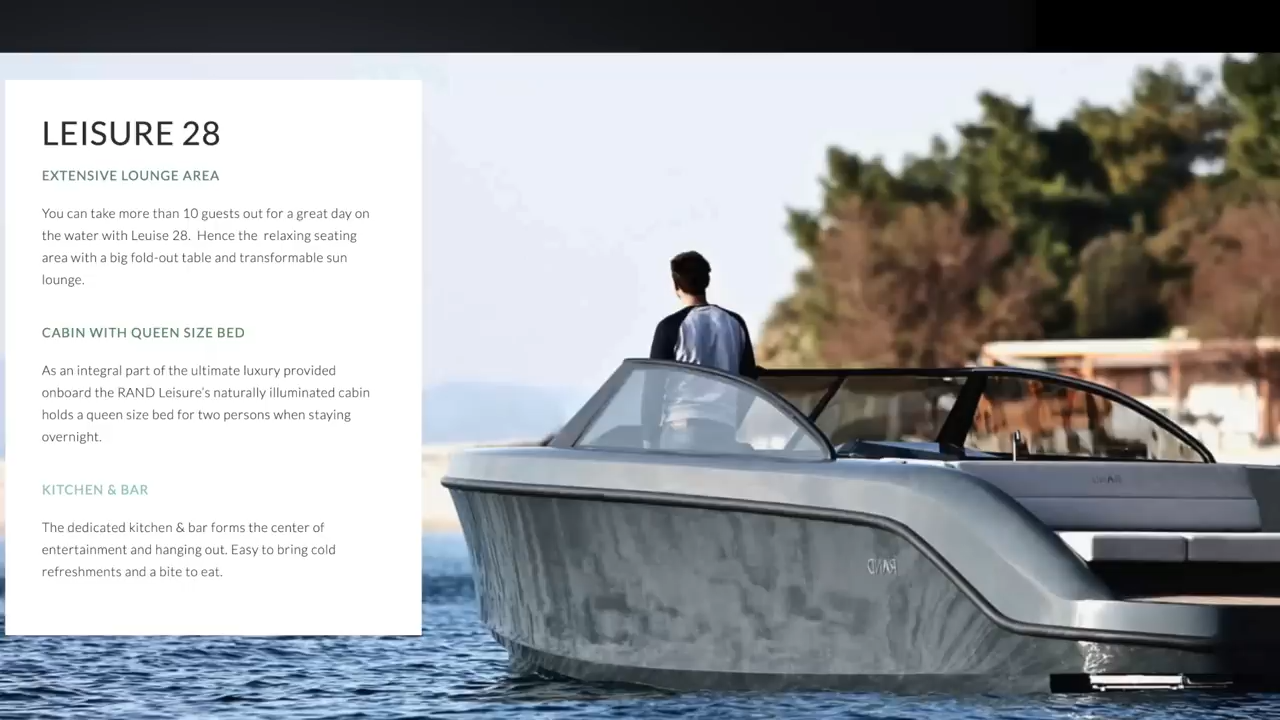 LEISURE 28
EXTENSIVE LOUNGE AREA
You can take more than 10 guests out for a great day on
the water with Leuise 28. Hence the relaxing seating
area with a big fold-out table and transformable sun
lounge.
CABIN WITH QUEEN SIZE BED
As an integral part of the ultimate luxury provided
onboard the RAND Leisure's naturally illuminated cabin
holds a queen size bed for two persons when staying
overnight.
KITCHEN & BAR
The dedicated kitchen & bar forms the center of
entertainment and hanging out. Easy to bring cold
refreshments and a bite to eat.
RAND